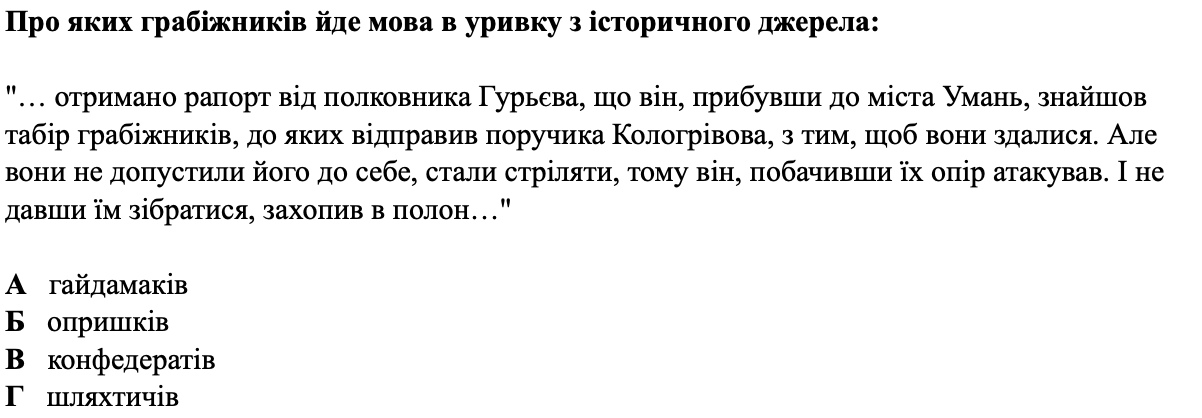 Про яких грабіжників йде мова в уривку з історичного джерела:
"… отримано рапорт від полковника Гурьєва, що він, прибувши до міста Умань, знайшов
табір грабіжників, до яких відправив поручика Кологрівова, з тим, щоб вони здалися. Але
вони не допустили його до себе, стали стріляти, тому він, побачивши їх опір атакував. І не
давши їм зібратися, захопив в полон…"
А гайдамаків
Б опришків
В конфедератів
Г шляхтичів